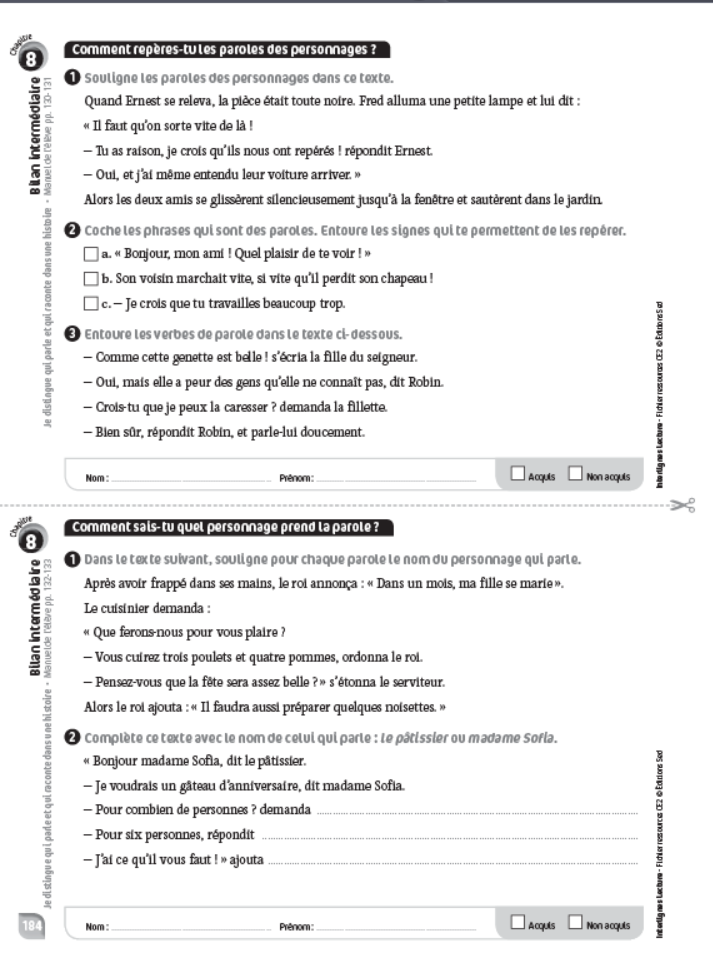 Chapitre
8
Bilan intermédiaire
Je distingue qui parle et qui raconte dans une histoire • Manuel de l'élève pp. 130-131
Comment repères-tu les paroles des personnages ?
1 Souligne les paroles des personnages dans ce texte.
Quand Ernest se releva, la pièce était toute noire. Fred alluma une petite lampe et lui dit :
« Il faut qu'on sorte vite de là !
– Tu as raison, je crois qu'ils nous ont repérés ! répondit Ernest.
– Oui, et j'ai même entendu leur voiture arriver. »
Alors les deux amis se glissèrent silencieusement jusqu'à la fenêtre et sautèrent dans le jardin.
2 Coche les phrases qui sont des paroles. Entoure les signes qui te permettent de les repérer.
a. « Bonjour, mon ami ! Quel plaisir de te voir ! »
b. Son voisin marchait vite, si vite qu'il perdit son chapeau !
c. – Je crois que tu travailles beaucoup trop.
3 Entoure les verbes de parole dans le texte ci-dessous.
– Comme cette genette est belle ! s'écria la fille du seigneur.
– Oui, mais elle a peur des gens qu'elle ne connaît pas, dit Robin.
– Crois-tu que je peux la caresser ? demanda la fillette.
– Bien sûr, répondit Robin, et parle-lui doucement.
Nom : Prénom : Acquis Non acquis
Interlignes Lecture - Fichier ressources CE2 © Éditions Sed
Chapitre
8
Bilan intermédiaire
Je distingue qui parle et qui raconte dans une histoire • Manuel de l'élève pp. 132-133
Comment sais-tu quel personnage prend la parole ?
1 Dans le texte suivant, souligne pour chaque parole le nom du personnage qui parle.
Après avoir frappé dans ses mains, le roi annonça : « Dans un mois, ma fille se marie ».
Le cuisinier demanda :
« Que ferons-nous pour vous plaire ?
– Vous cuirez trois poulets et quatre pommes, ordonna le roi.
– Pensez-vous que la fête sera assez belle ? » s'étonna le serviteur.
Alors le roi ajouta : « Il faudra aussi préparer quelques noisettes. »
2 Complète ce texte avec le nom de celui qui parle : le pâtissier ou madame Sofia.
« Bonjour madame Sofia, dit le pâtissier.
– Je voudrais un gâteau d'anniversaire, dit madame Sofia.
– Pour combien de personnes ? demanda
– Pour six personnes, répondit
– J'ai ce qu'il vous faut ! » ajouta
184
Nom : Prénom : Acquis Non acquis
Interlignes Lecture - Fichier ressources CE2 © Éditions Sed